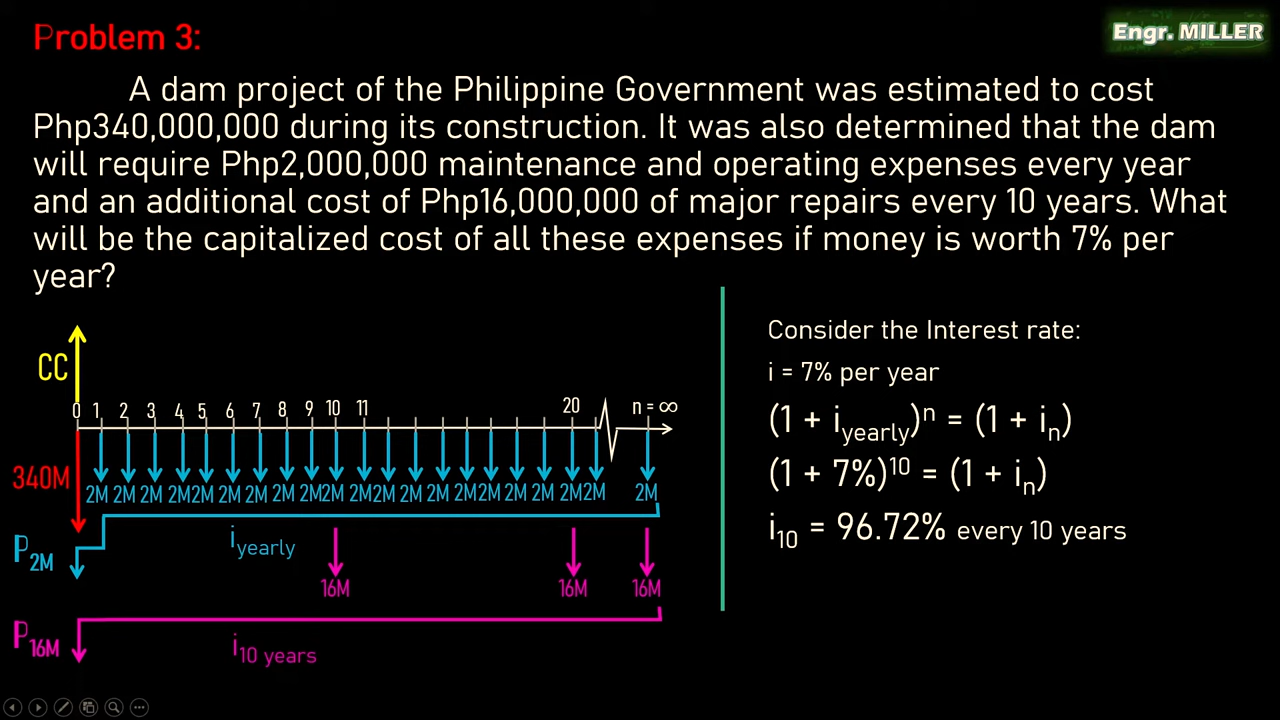 Problem 3:
Engr. MILLER
A dam project of the Philippine Government was estimated to cost
Php340,000,000 during its construction. It was also determined that the dam
will require Php2,000,000 maintenance and operating expenses every year
and an additional cost of Php16,000,000 of major repairs every 10 years. What
will be the capitalized cost of all these expenses if money is worth 7% per
year?
CC
0 1 2 3 4 5 6 7 8 9 10 11 20 n = ∞
340M
2M 2M 2M 2M 2M 2M 2M 2M 2M 2M 2M 2M 2M 2M 2M 2M 2M 2M 2M 2M 2M
P2M
iyearly
16M 16M 16M
P16M
i10 years
Consider the Interest rate:
i = 7% per year
(1 + iyearly)ⁿ = (1 + in)
(1 + 7%)¹⁰ = (1 + in)
i10 = 96.72% every 10 years